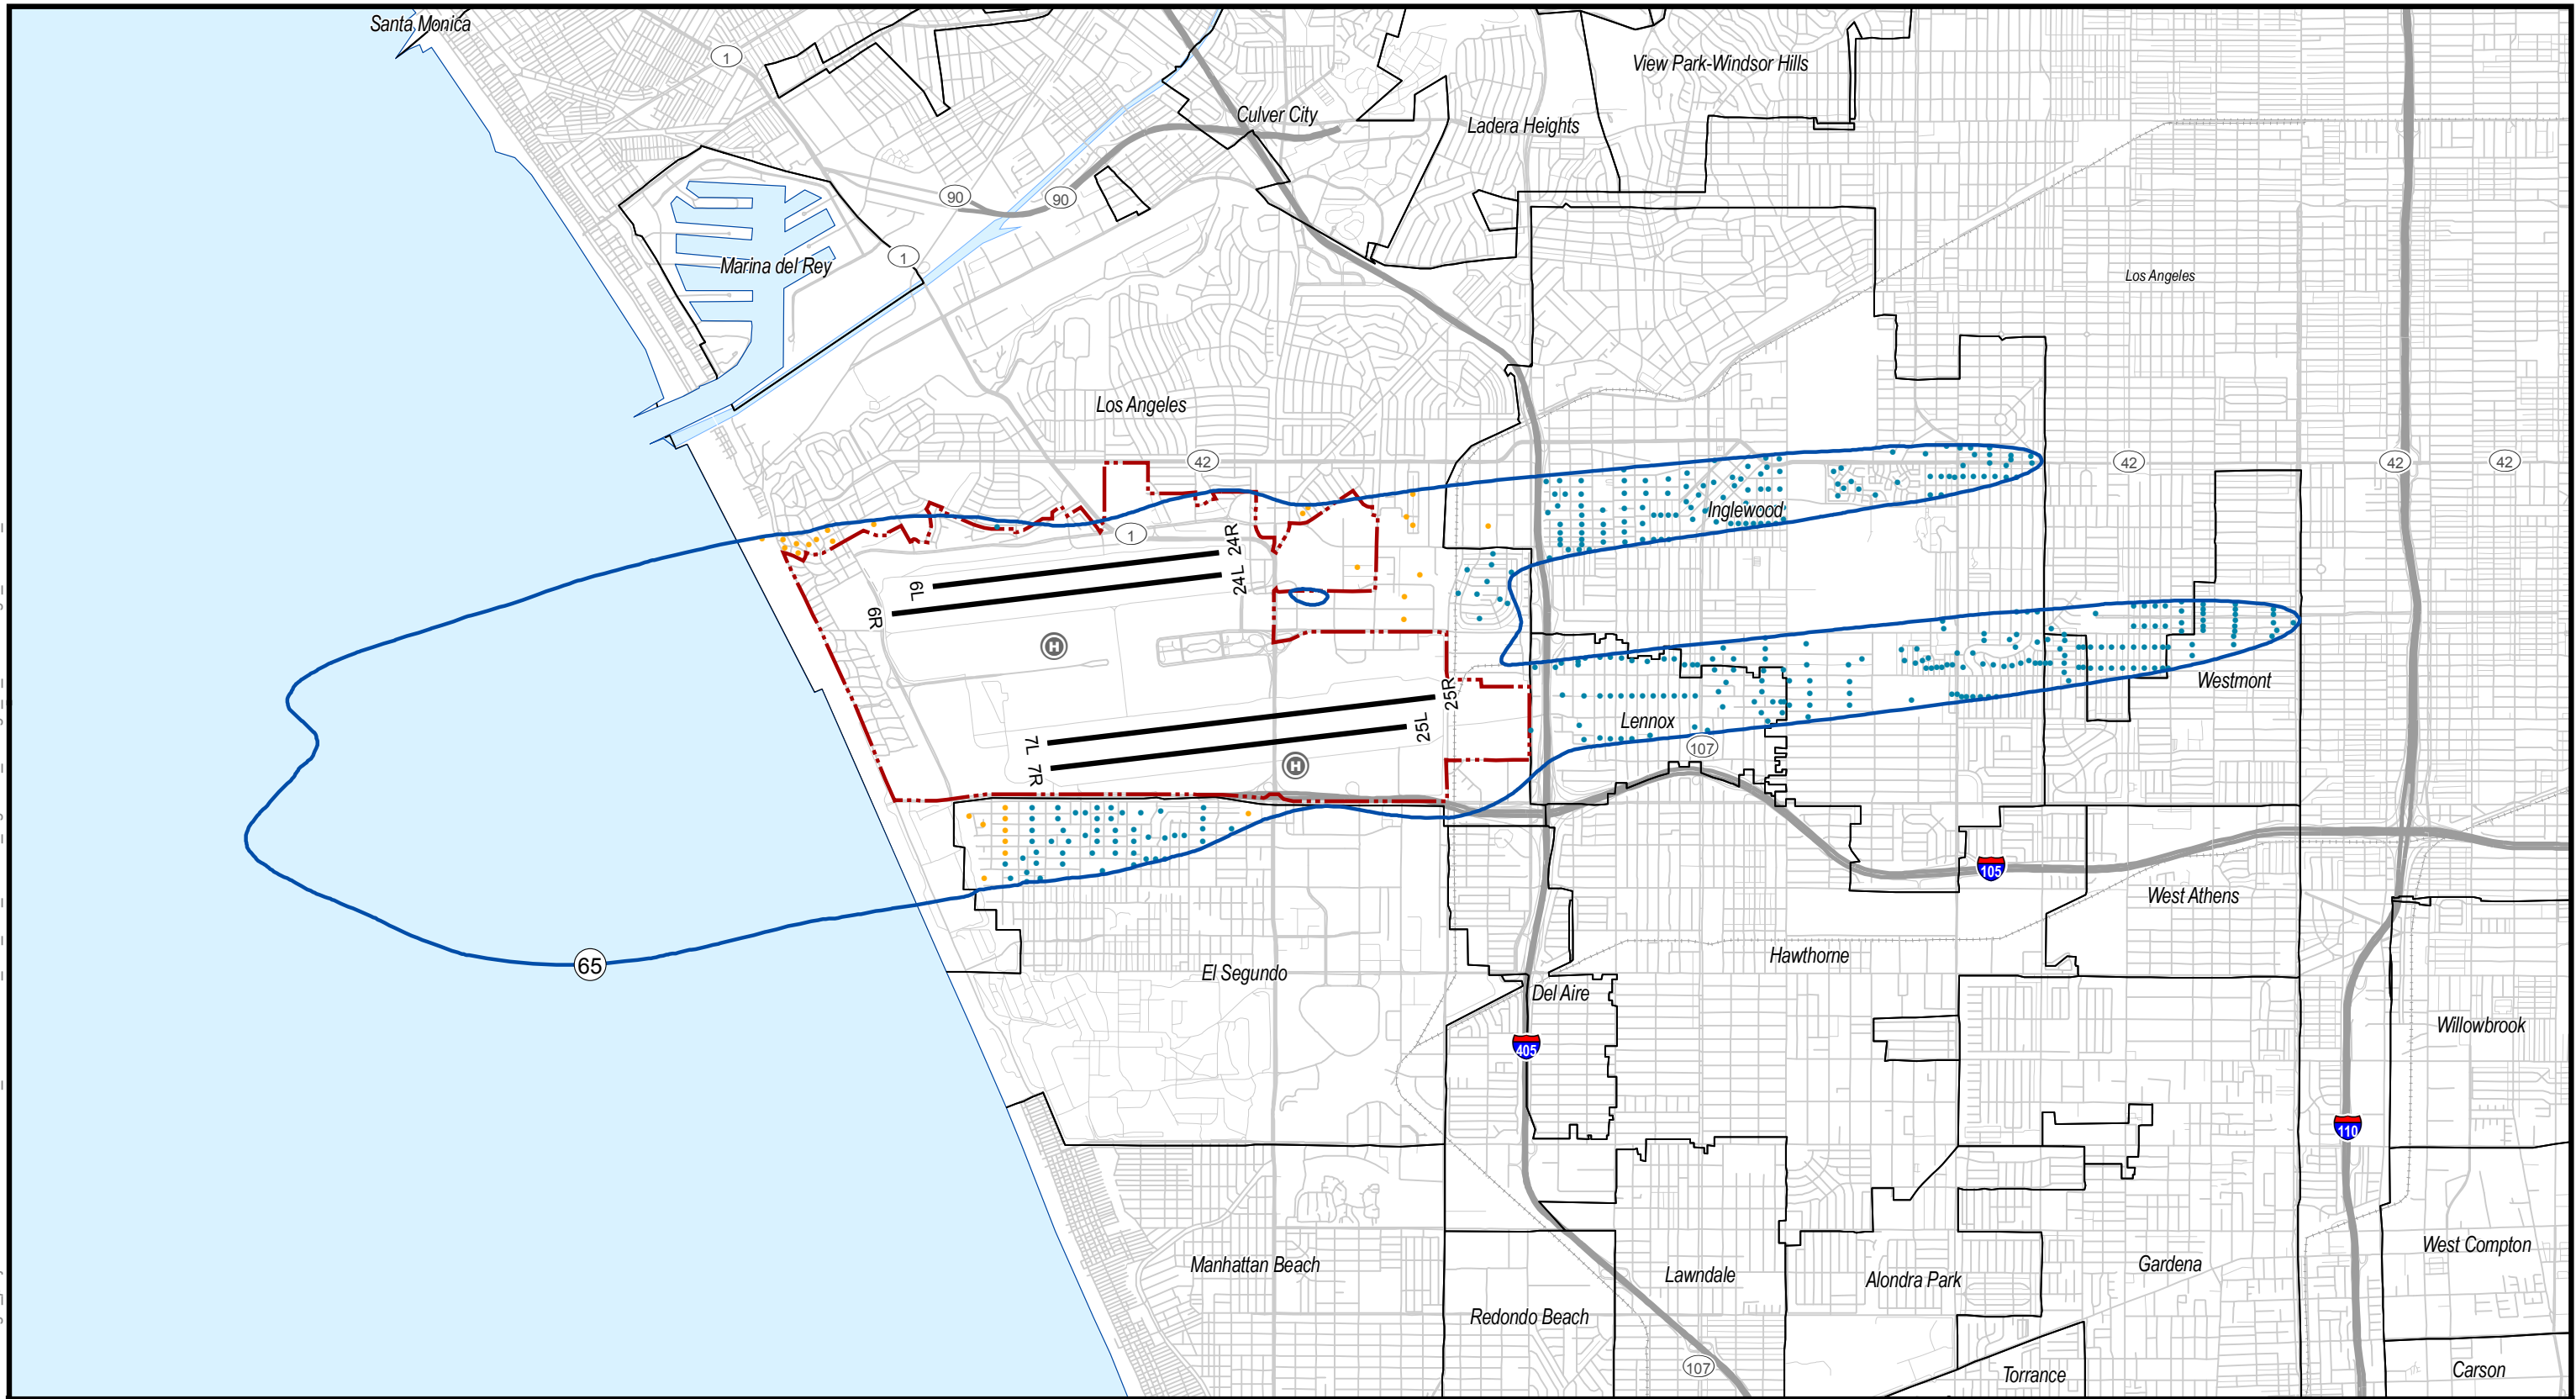 Santa Monica
1
View Park-Windsor Hills
Culver City
Ladera Heights
90
90
Marina del Rey
1
Los Angeles
Los Angeles
42
42
42
42
Inglewood
1
24R
24L
6L
6R
H
25R
25L
7L
7R
H
Lennox
107
Westmont
105
West Athens
65
El Segundo
Hawthorne
Del Aire
405
Willowbrook
110
Manhattan Beach
Lawndale
Alondra Park
Gardena
West Compton
Redondo Beach
107
Torrance
Carson